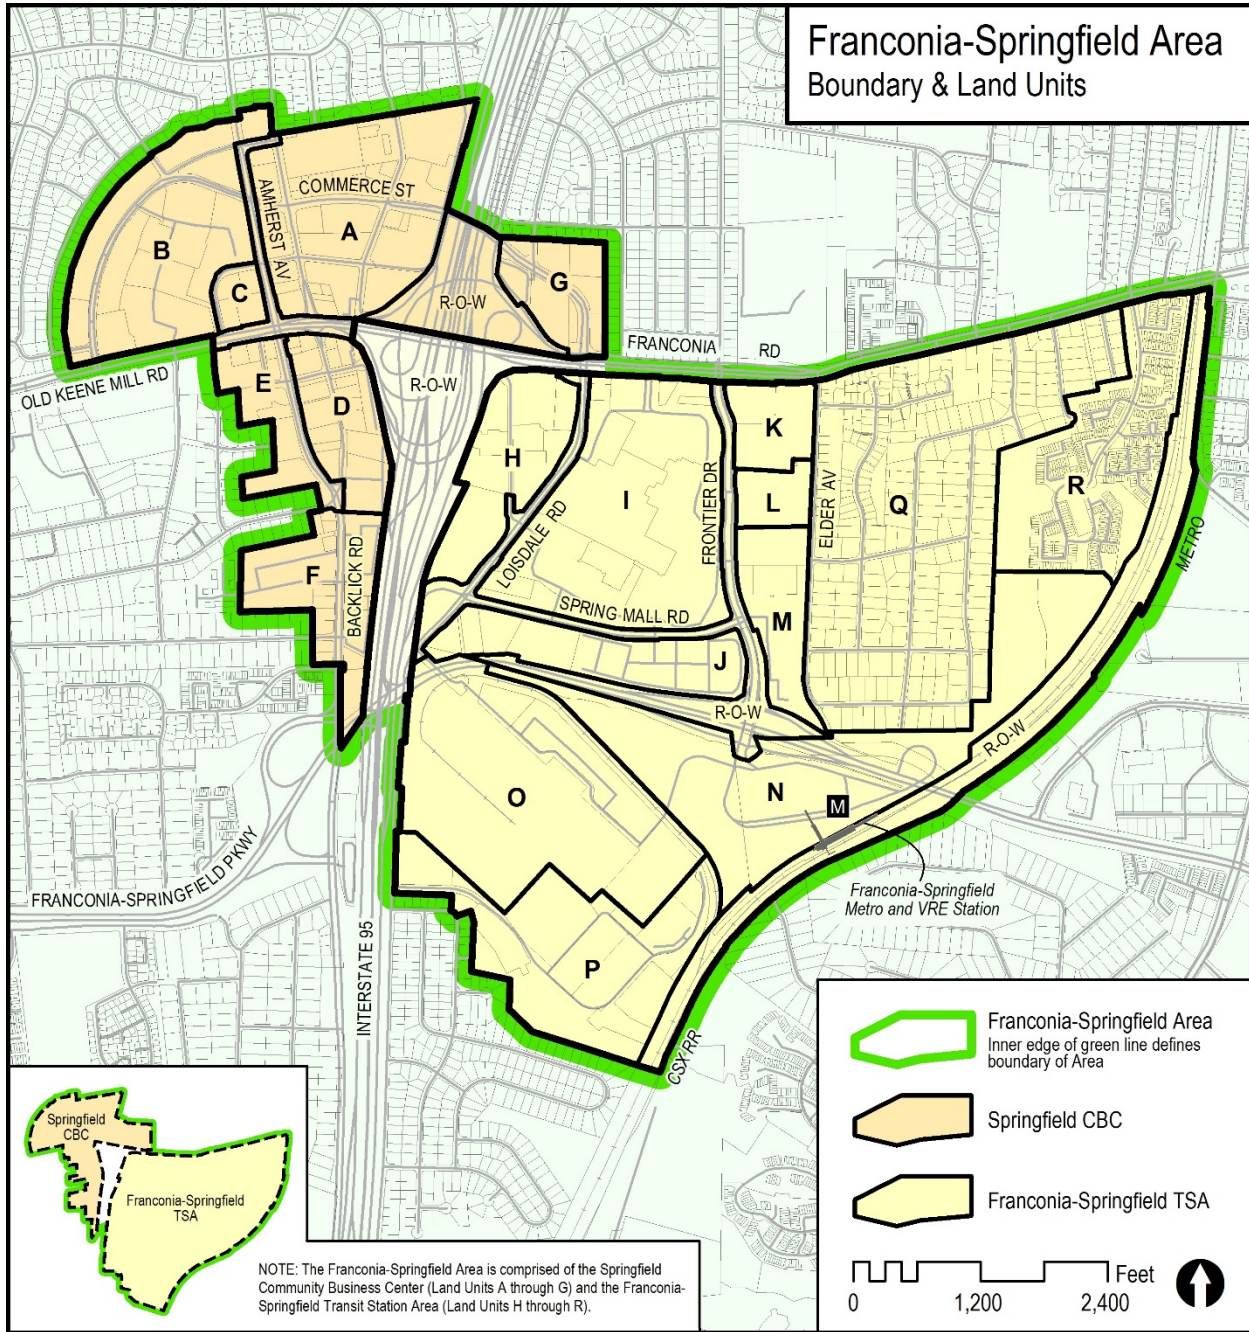 Franconia-Springfield Area
Boundary & Land Units
COMMERCE ST
AMHERST AV
A
B
C
G
R-O-W
FRANCONIA RD
OLD KEENE MILL RD
R-O-W
E
D
K
H
I
L
Q
R
LOISDALE RD
FRONTIER DR
ELDER AV
METRO
F
BACKLICK RD
SPRING MALL RD
M
J
R-O-W
R-O-W
O
N
M
FRANCONIA-SPRINGFIELD PKWY
Franconia-Springfield
Metro and VRE Station
INTERSTATE 95
P
CSX RR
Franconia-Springfield Area
Inner edge of green line defines
boundary of Area
Springfield CBC
Franconia-Springfield TSA
Feet
0 1,200 2,400
Springfield
CBC
Franconia-Springfield
TSA
NOTE: The Franconia-Springfield Area is comprised of the Springfield
Community Business Center (Land Units A through G) and the Franconia-
Springfield Transit Station Area (Land Units H through R).